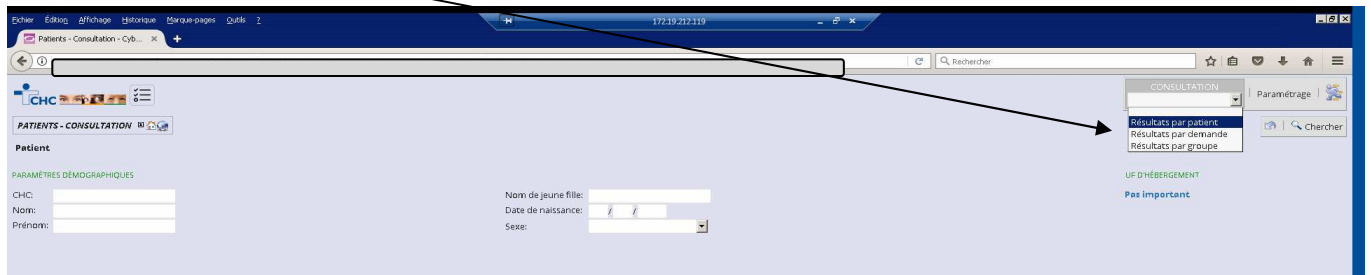 Fichier Édition Affichage Historique Marque-pages Outils ?
172.19.212.119
Patients - Consultation - Cyb...
Rechercher
CHC
CONSULTATION
Paramétrage
PATIENTS - CONSULTATION
Résultats par patient
Résultats par demande
Résultats par groupe
Chercher
Patient
PARAMÈTRES DÉMOGRAPHIQUES
UF D'HÉBERGEMENT
CHC:
Nom de jeune fille:
Pas important
Nom:
Date de naissance: / /
Prénom:
Sexe: